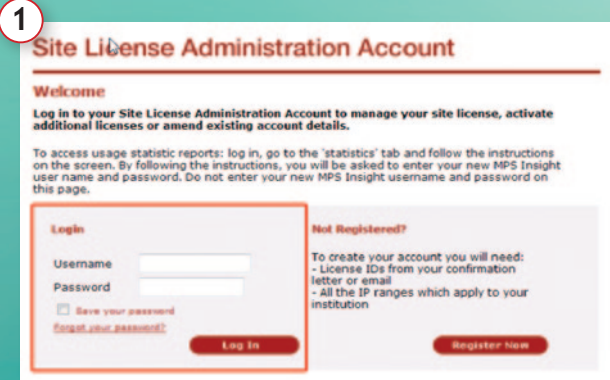 1
Site License Administration Account
Welcome
Log in to your Site License Administration Account to manage your site license, activate
additional licenses or amend existing account details.
To access usage statistic reports: log in, go to the 'statistics' tab and follow the instructions
on the screen. By following the instructions, you will be asked to enter your new MPS Insight
user name and password. Do not enter your new MPS Insight username and password on
this page.
Login
Username
Password
Save your password
Forgot your password?
Log In
Not Registered?
To create your account you will need:
- License IDs from your confirmation
letter or email
- All the IP ranges which apply to your
institution
Register Now